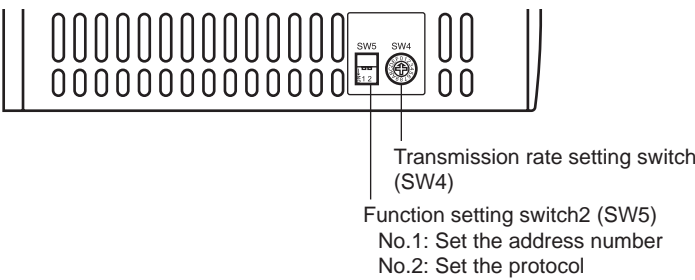 SW5 SW4
1 2
Transmission rate setting switch
(SW4)
Function setting switch2 (SW5)
No.1: Set the address number
No.2: Set the protocol